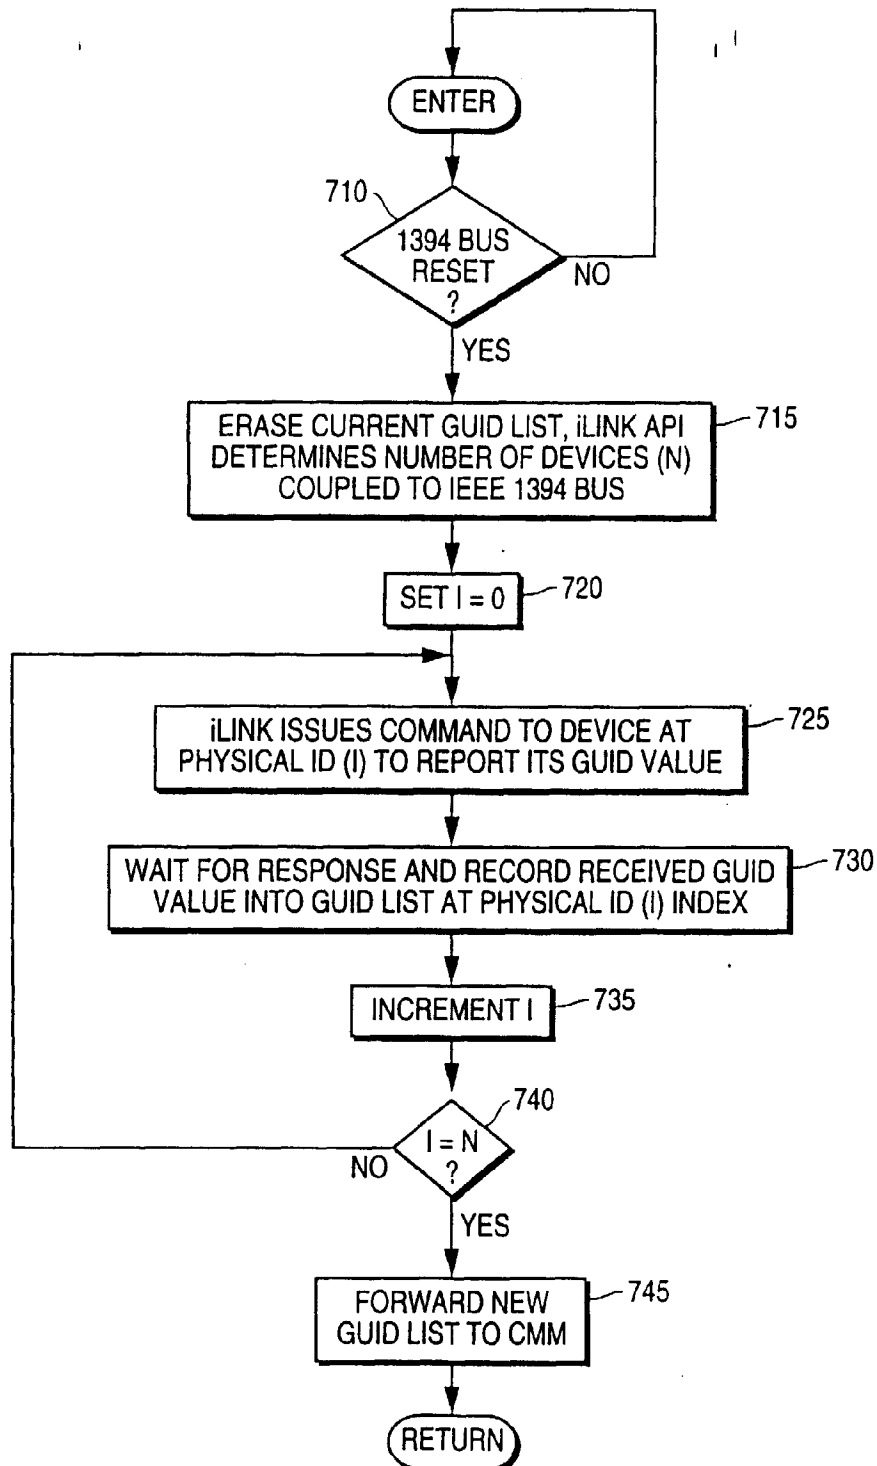 ENTER
710
1394 BUS
RESET
?
NO
YES
ERASE CURRENT GUID LIST, iLINK API
DETERMINES NUMBER OF DEVICES (N)
COUPLED TO IEEE 1394 BUS
715
SET I = 0
720
iLINK ISSUES COMMAND TO DEVICE AT
PHYSICAL ID (I) TO REPORT ITS GUID VALUE
725
WAIT FOR RESPONSE AND RECORD RECEIVED GUID
VALUE INTO GUID LIST AT PHYSICAL ID (I) INDEX
730
INCREMENT I
735
740
I = N
?
NO
YES
FORWARD NEW
GUID LIST TO CMM
745
RETURN